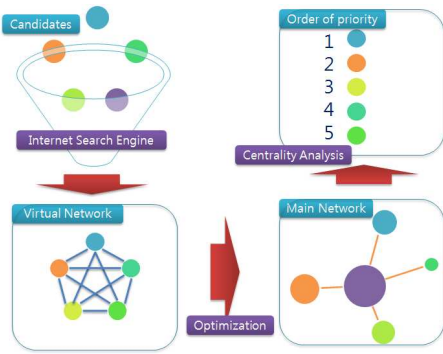 Candidates
Internet Search Engine
Virtual Network
Optimization
Main Network
Centrality Analysis
Order of priority
1
2
3
4
5